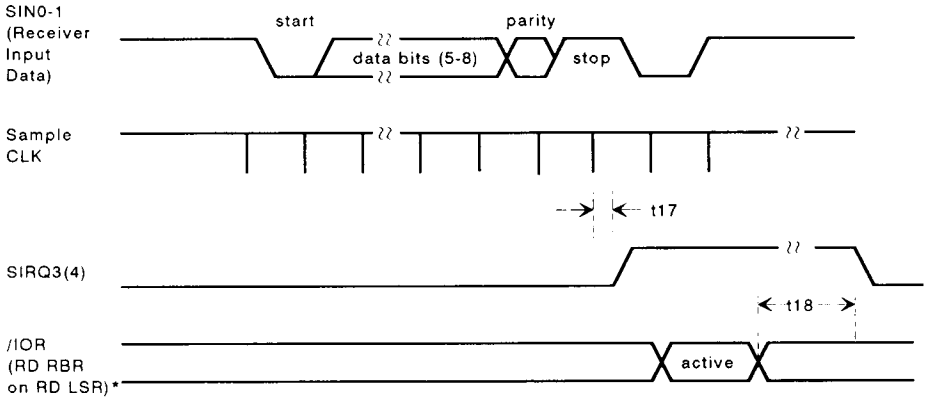 SIN0-1
(Receiver
Input
Data)
start
parity
data bits (5-8)
stop
Sample
CLK
t17
SIRQ3(4)
t18
/IOR
(RD RBR
on RD LSR)*
active